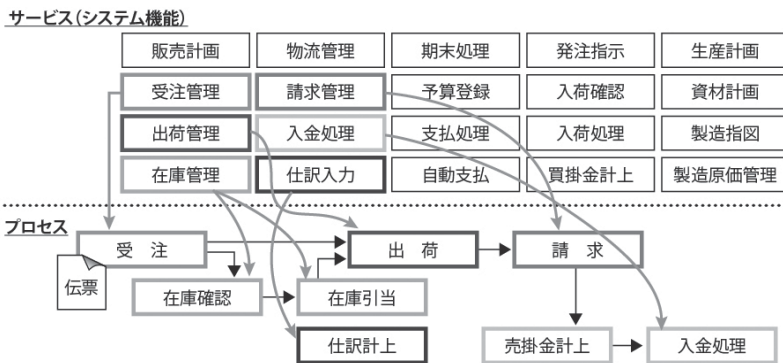 サービス（システム機能）
販売計画 物流管理 期末処理 発注指示 生産計画
受注管理 請求管理 予算登録 入荷確認 資材計画
出荷管理 入金処理 支払処理 入荷処理 製造指図
在庫管理 仕訳入力 自動支払 買掛金計上 製造原価管理
プロセス
受 注 出 荷 請 求
伝票 在庫確認 在庫引当
仕訳計上 売掛金計上 入金処理